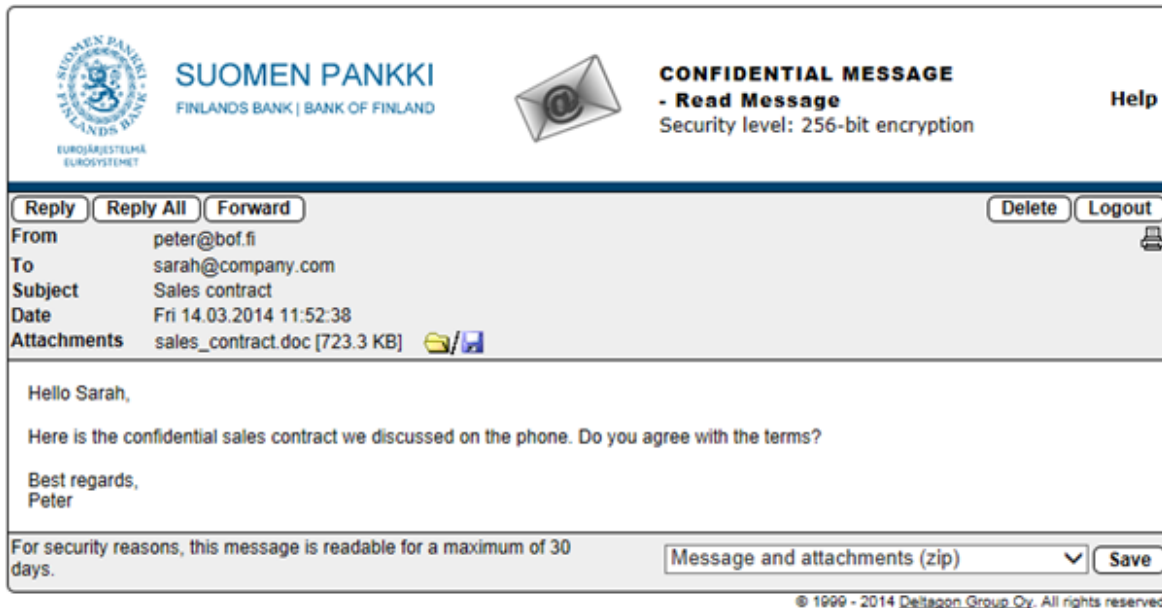 SUOMEN PANKKI
FINLANDS BANK | BANK OF FINLAND
SUOMEN PANKKI
FINLANDS BANK
EUROJÄRJESTELMÄ
EUROSYSTEMET
@
CONFIDENTIAL MESSAGE
- Read Message
Security level: 256-bit encryption
Help
Reply Reply All Forward Delete Logout
From peter@bof.fi
To sarah@company.com
Subject Sales contract
Date Fri 14.03.2014 11:52:38
Attachments sales_contract.doc [723.3 KB] /
Hello Sarah,
Here is the confidential sales contract we discussed on the phone. Do you agree with the terms?
Best regards,
Peter
For security reasons, this message is readable for a maximum of 30
days.
Message and attachments (zip) Save
© 1999 - 2014 Deltagon Group Oy. All rights reserved